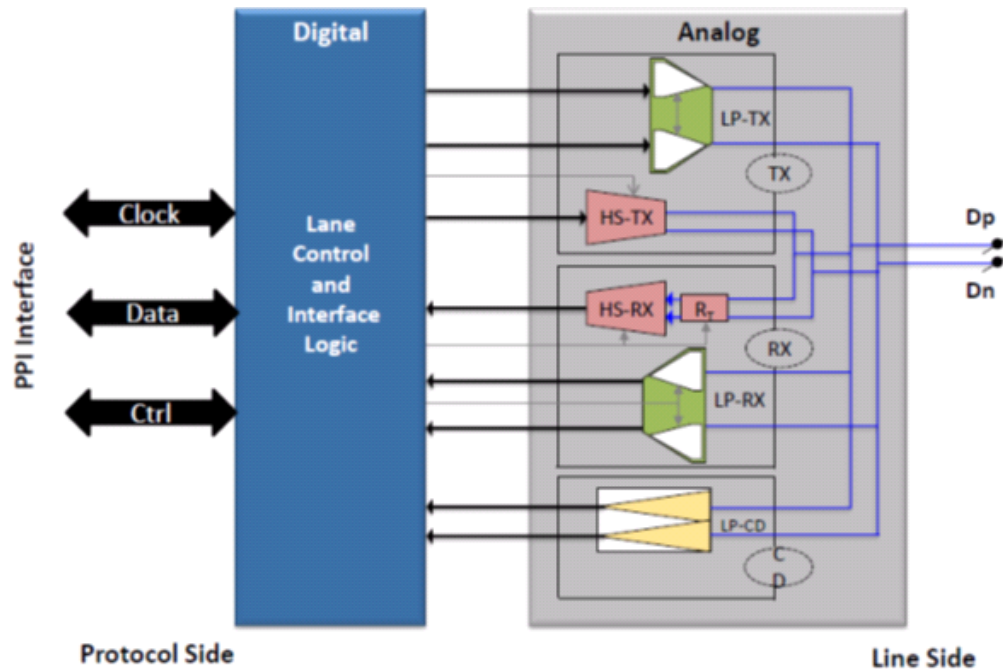 Digital
Analog
LP-TX
TX
Clock
HS-TX
Lane
Control
and
Interface
Logic
Dp
Dn
PPI Interface
Data
HS-RX
RT
RX
Ctrl
LP-RX
LP-CD
C
D
Protocol Side
Line Side